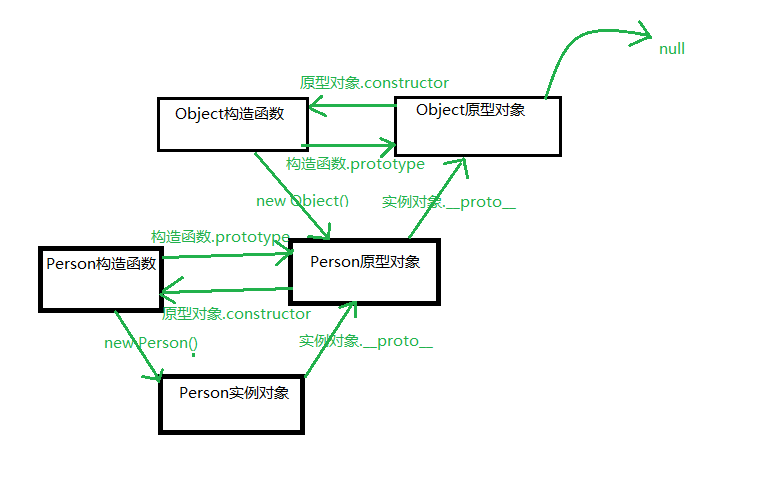 null
原型对象.constructor
Object构造函数
Object原型对象
构造函数.prototype
new Object()
实例对象.__proto__
构造函数.prototype
Person构造函数
Person原型对象
原型对象.constructor
new Person()
实例对象.__proto__
Person实例对象